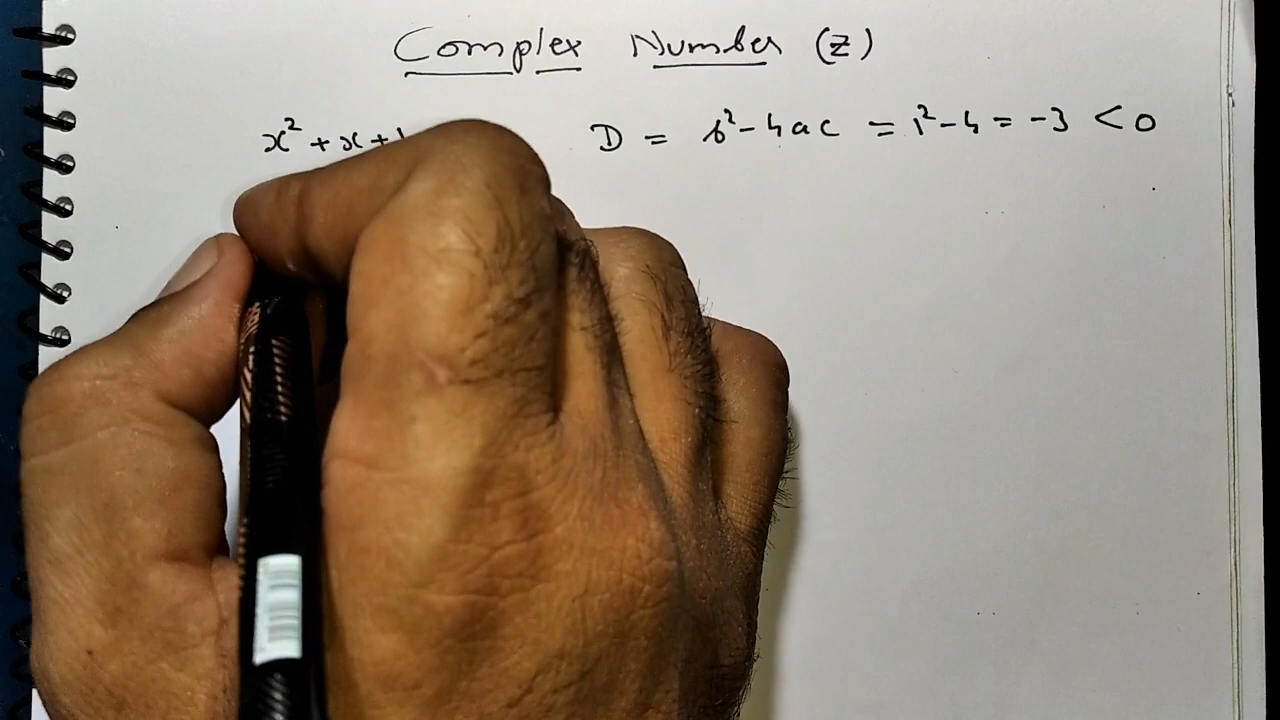 Complex Number (Z)
x² + x + 1 D = b² - 4ac = 1² - 4 = -3 < 0